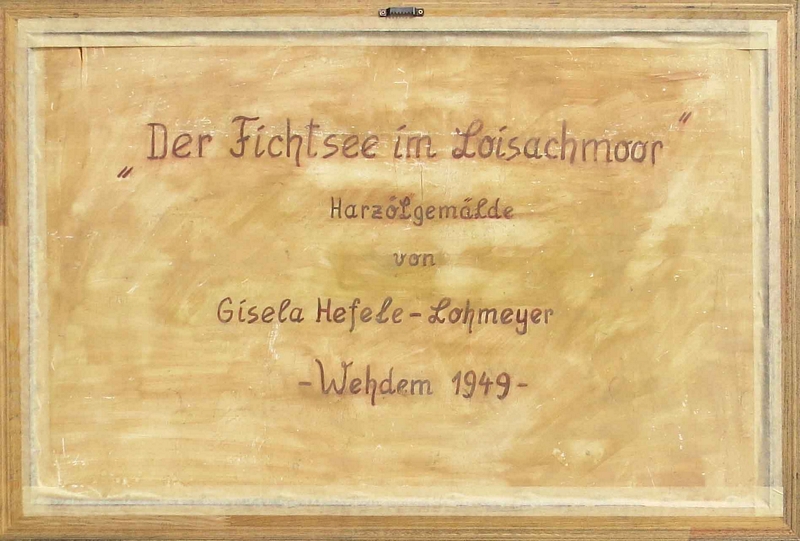 „Der Fichtsee im Loisachmoor"
Harzölgemälde
von
Gisela Hefele-Lohmeyer
-Wehdem 1949-